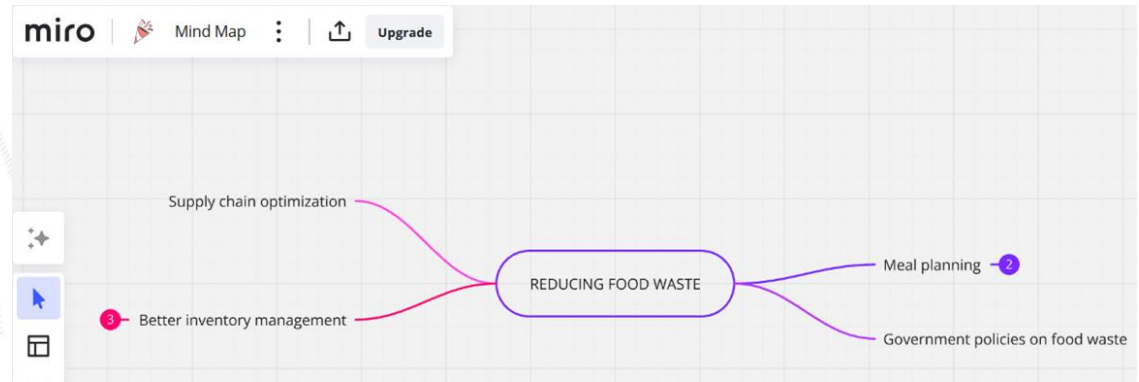 miro
Mind Map
Upgrade
Supply chain optimization
3
Better inventory management
REDUCING FOOD WASTE
Meal planning
2
Government policies on food waste